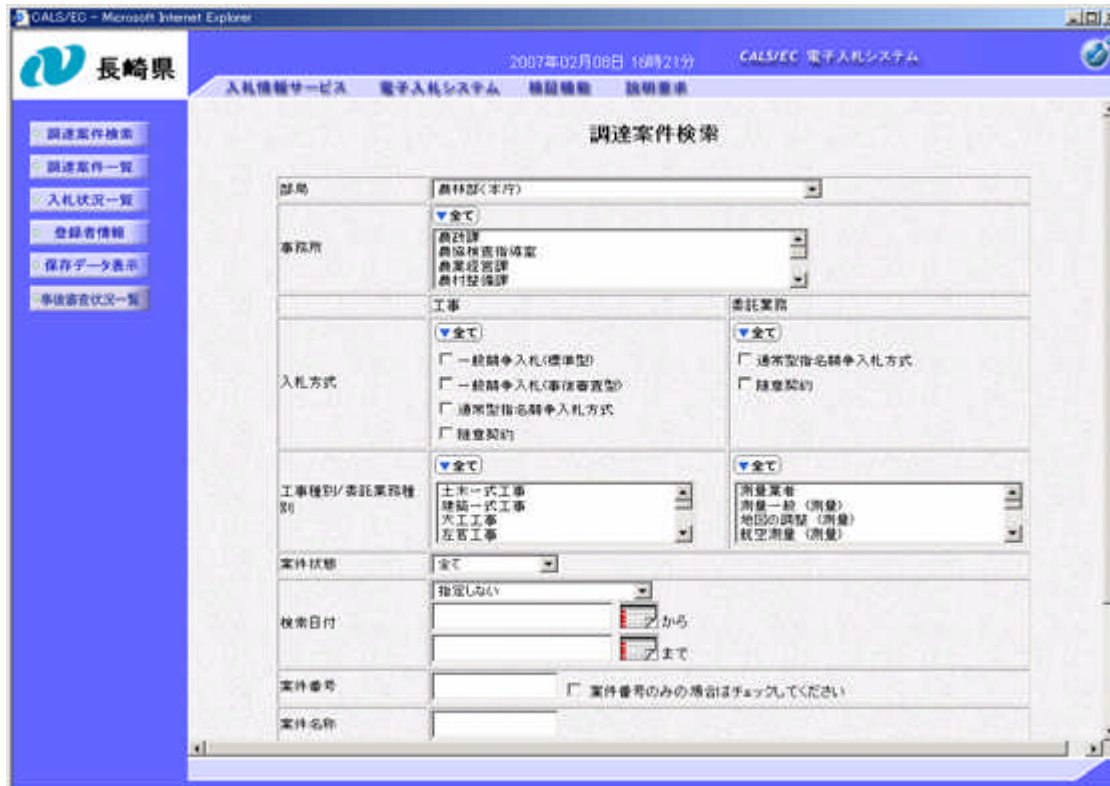 CALS/EC - Microsoft Internet Explorer
長崎県
2007年02月08日 16時21分
CALS/EC 電子入札システム
入札情報サービス 電子入札システム 検証機能 説明要求
調達案件検索
調達案件一覧
入札状況一覧
登録者情報
保存データ表示
事後審査状況一覧
調達案件検索
部局
農林部(本庁)
事務所
▼全て
農政課
農協検査指導室
農業経営課
農村整備課
工事
委託業務
入札方式
▼全て
一般競争入札(標準型)
一般競争入札(事後審査型)
通常型指名競争入札方式
随意契約
▼全て
通常型指名競争入札方式
随意契約
工事種別/委託業務種別
▼全て
土木一式工事
建築一式工事
大工工事
左官工事
▼全て
測量業者
測量一般 (測量)
地図の調整 (測量)
航空測量 (測量)
案件状態
全て
検索日付
指定しない
から
まで
案件番号
案件番号のみの場合はチェックしてください
案件名称